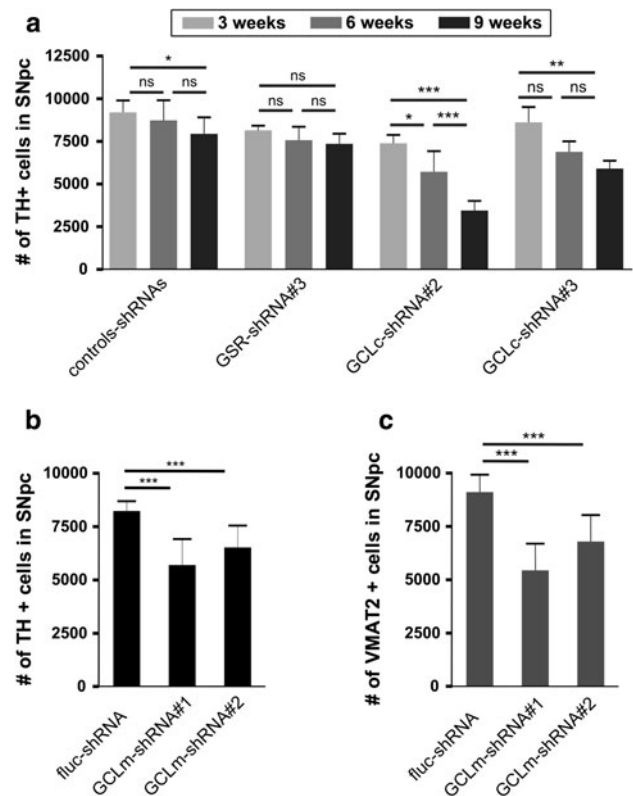 a
3 weeks 6 weeks 9 weeks
# of TH+ cells in SNpc
12500
10000
7500
5000
2500
0
*
ns ns
ns
ns ns
***
* ***
**
ns ns
controls-shRNAs
GSR-shRNA#3
GCLc-shRNA#2
GCLc-shRNA#3
b
# of TH + cells in SNpc
10000
7500
5000
2500
0
***
***
fluc-shRNA
GCLm-shRNA#1
GCLm-shRNA#2
c
# of VMAT2 + cells in SNpc
10000
7500
5000
2500
0
***
***
fluc-shRNA
GCLm-shRNA#1
GCLm-shRNA#2